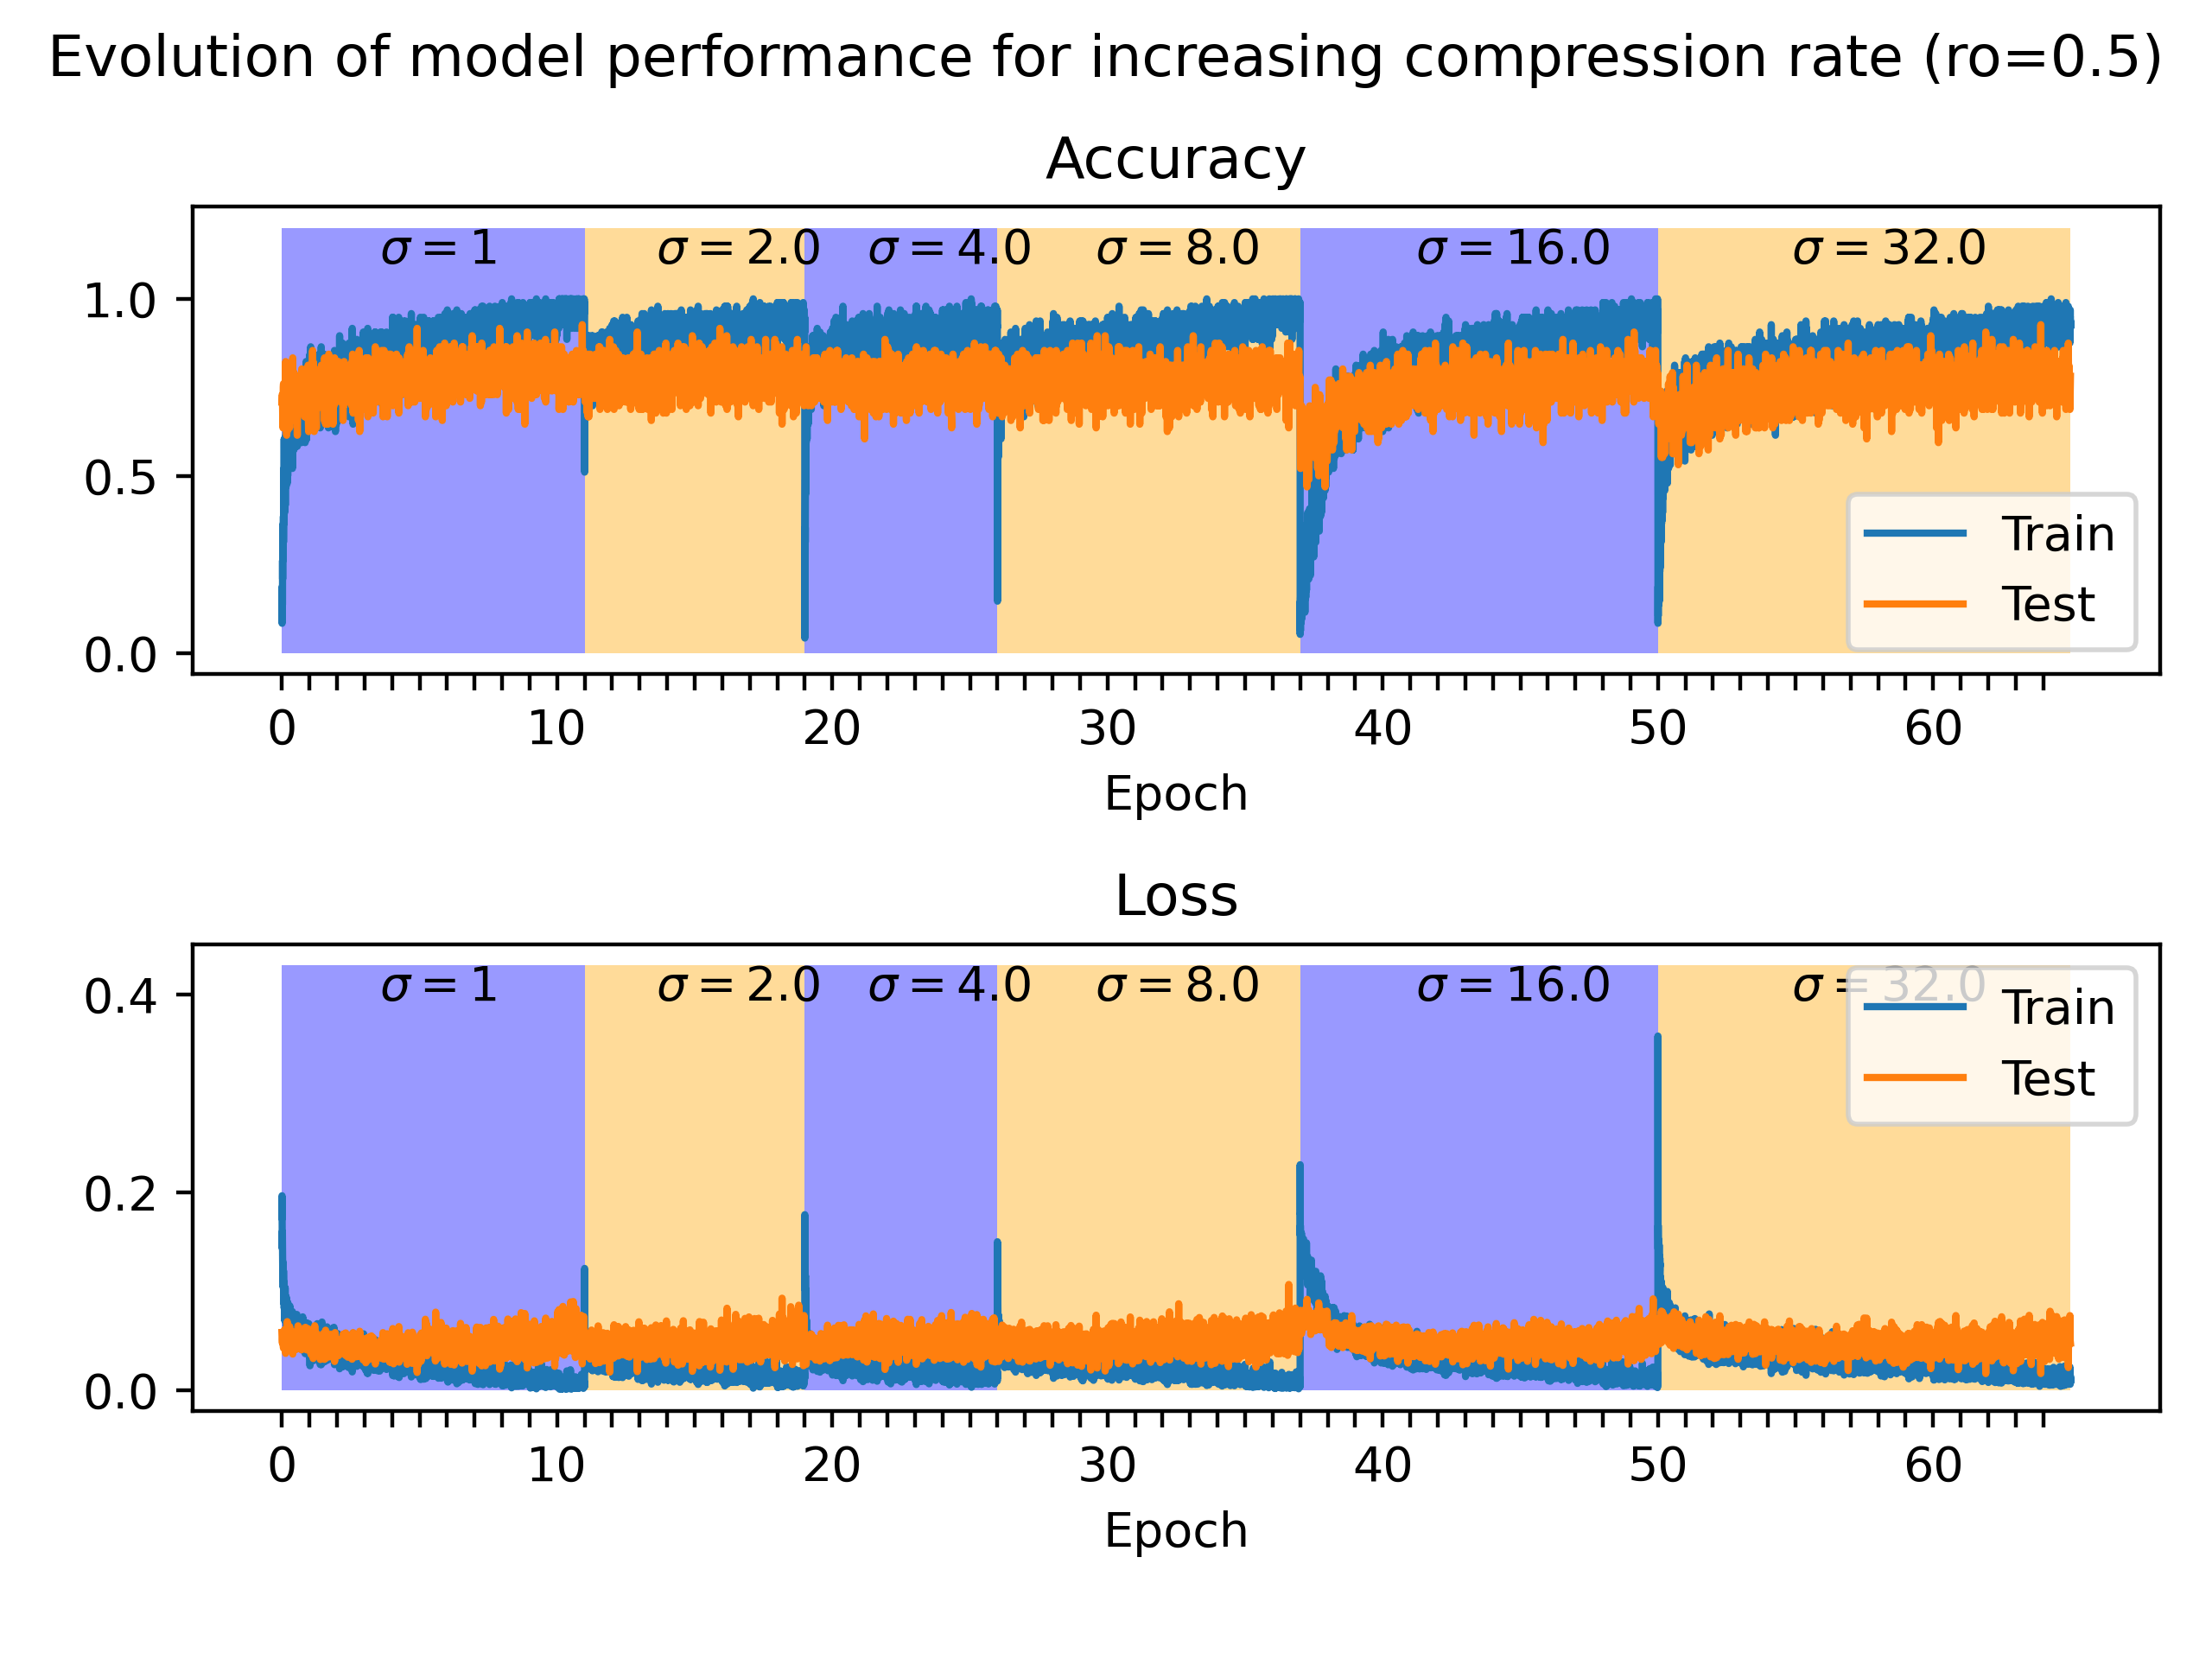 Evolution of model performance for increasing compression rate (ro=0.5)
Accuracy
σ = 1 σ = 2.0 σ = 4.0 σ = 8.0 σ = 16.0 σ = 32.0
1.0
0.5
0.0
Train
Test
0 10 20 30 40 50 60
Epoch
Loss
σ = 1 σ = 2.0 σ = 4.0 σ = 8.0 σ = 16.0 σ = 32.0
0.4
0.2
0.0
Train
Test
0 10 20 30 40 50 60
Epoch